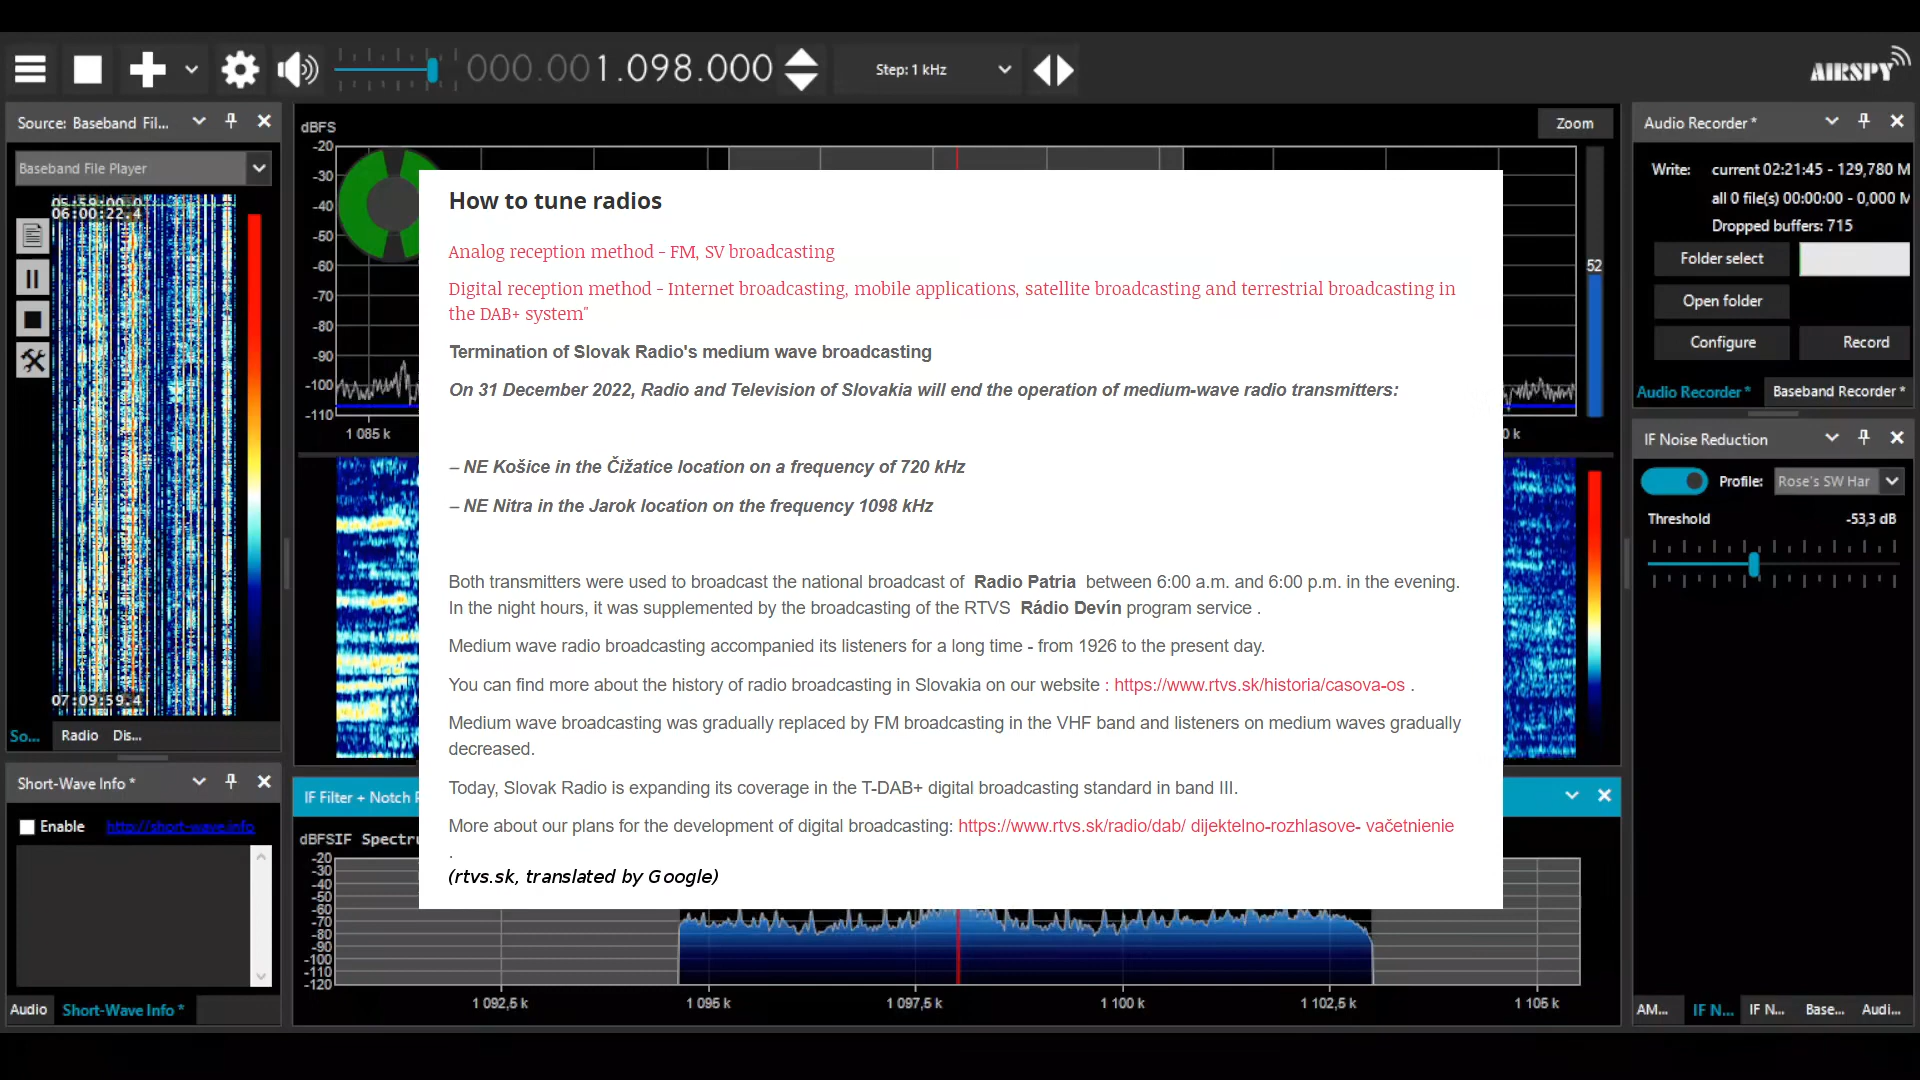 000.001.098.000
Step: 1 kHz
AIRSPY
Source: Baseband Fil...
Baseband File Player
06:00:22.4
07:09:59.4
So...
Radio
Dis...
Short-Wave Info *
Enable
http://short-wave.info
Audio
Short-Wave Info *
dBFS
Zoom
-20
-30
-40
-50
-60
-70
-80
-90
-100
-110
1 085 k
0 k
52
How to tune radios
Analog reception method - FM, SV broadcasting
Digital reception method - Internet broadcasting, mobile applications, satellite broadcasting and terrestrial broadcasting in
the DAB+ system"
Termination of Slovak Radio's medium wave broadcasting
On 31 December 2022, Radio and Television of Slovakia will end the operation of medium-wave radio transmitters:
– NE Košice in the Čižatice location on a frequency of 720 kHz
– NE Nitra in the Jarok location on the frequency 1098 kHz
Both transmitters were used to broadcast the national broadcast of Radio Patria between 6:00 a.m. and 6:00 p.m. in the evening.
In the night hours, it was supplemented by the broadcasting of the RTVS Rádio Devín program service .
Medium wave radio broadcasting accompanied its listeners for a long time - from 1926 to the present day.
You can find more about the history of radio broadcasting in Slovakia on our website : https://www.rtvs.sk/historia/casova-os .
Medium wave broadcasting was gradually replaced by FM broadcasting in the VHF band and listeners on medium waves gradually
decreased.
Today, Slovak Radio is expanding its coverage in the T-DAB+ digital broadcasting standard in band III.
More about our plans for the development of digital broadcasting: https://www.rtvs.sk/radio/dab/ dijektelno-rozhlasove- vačetnienie
.
(rtvs.sk, translated by Google)
IF Filter + Notch
dBFS IF Spectru
-20
-30
-40
-50
-60
-70
-80
-90
-100
-110
-120
1 092,5 k
1 095 k
1 097,5 k
1 100 k
1 102,5 k
1 105 k
Audio Recorder *
Write: current 02:21:45 - 129,780 M
all 0 file(s) 00:00:00 - 0,000 M
Dropped buffers: 715
Folder select
Open folder
Configure
Record
Audio Recorder *
Baseband Recorder *
IF Noise Reduction
Profile: Rose's SW Har
Threshold
-53,3 dB
AM...
IF N...
IF N...
Base...
Audi...